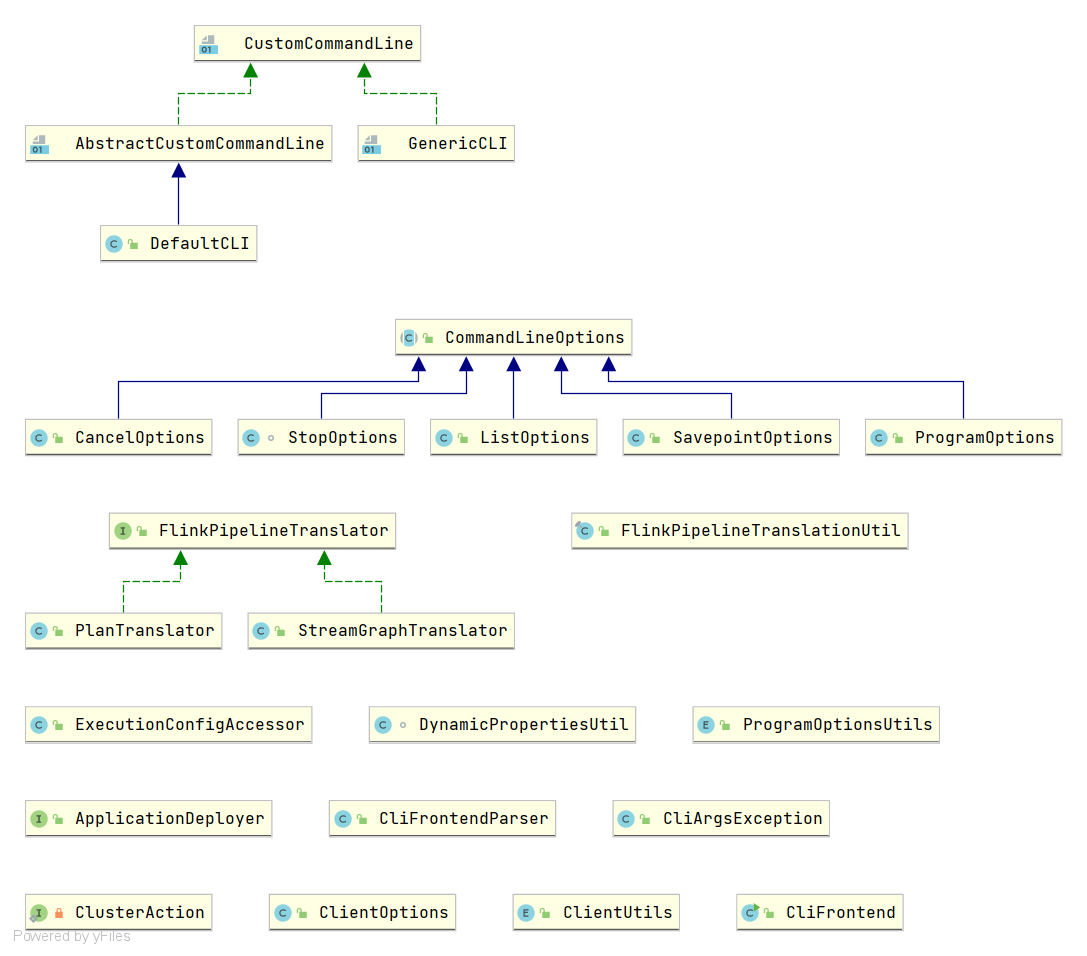 CustomCommandLine
AbstractCustomCommandLine
GenericCLI
DefaultCLI
CommandLineOptions
CancelOptions
StopOptions
ListOptions
SavepointOptions
ProgramOptions
FlinkPipelineTranslator
FlinkPipelineTranslationUtil
PlanTranslator
StreamGraphTranslator
ExecutionConfigAccessor
DynamicPropertiesUtil
ProgramOptionsUtils
ApplicationDeployer
CliFrontendParser
CliArgsException
ClusterAction
ClientOptions
ClientUtils
CliFrontend
Powered by yFiles